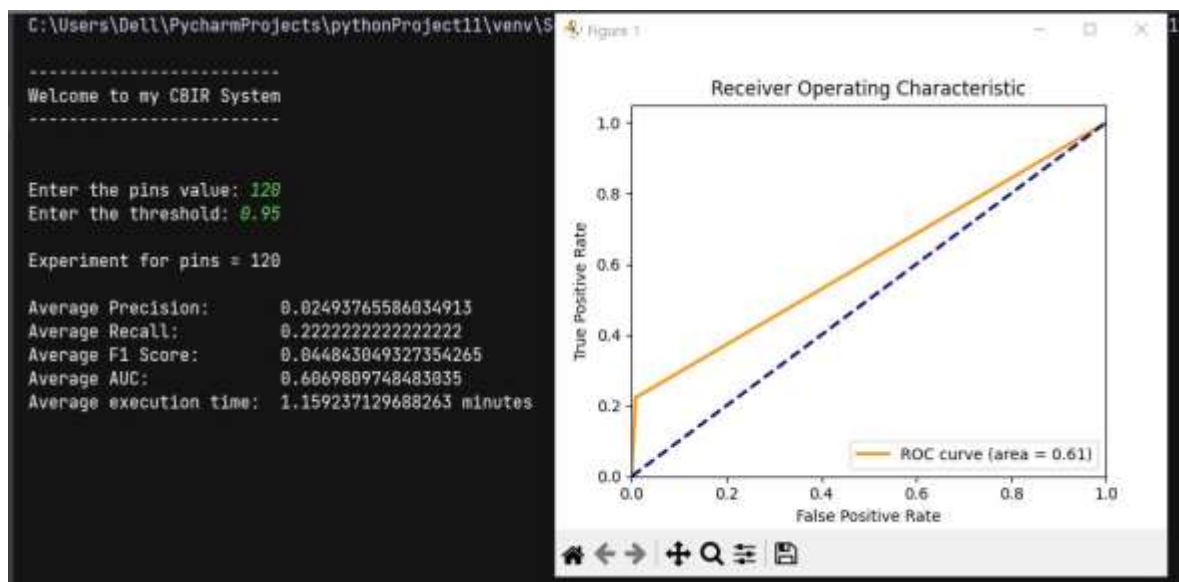 C:\Users\Dell\PycharmProjects\pythonProject11\venv\S
-------------------------
Welcome to my CBIR System
-------------------------
Enter the pins value: 120
Enter the threshold: 0.95
Experiment for pins = 120
Average Precision: 0.02493765586034913
Average Recall: 0.2222222222222222
Average F1 Score: 0.044843049327354265
Average AUC: 0.6069809748483035
Average execution time: 1.159237129688263 minutes
Figure 1
Receiver Operating Characteristic
True Positive Rate
1.0
0.8
0.6
0.4
0.2
0.0
ROC curve (area = 0.61)
0.0 0.2 0.4 0.6 0.8 1.0
False Positive Rate